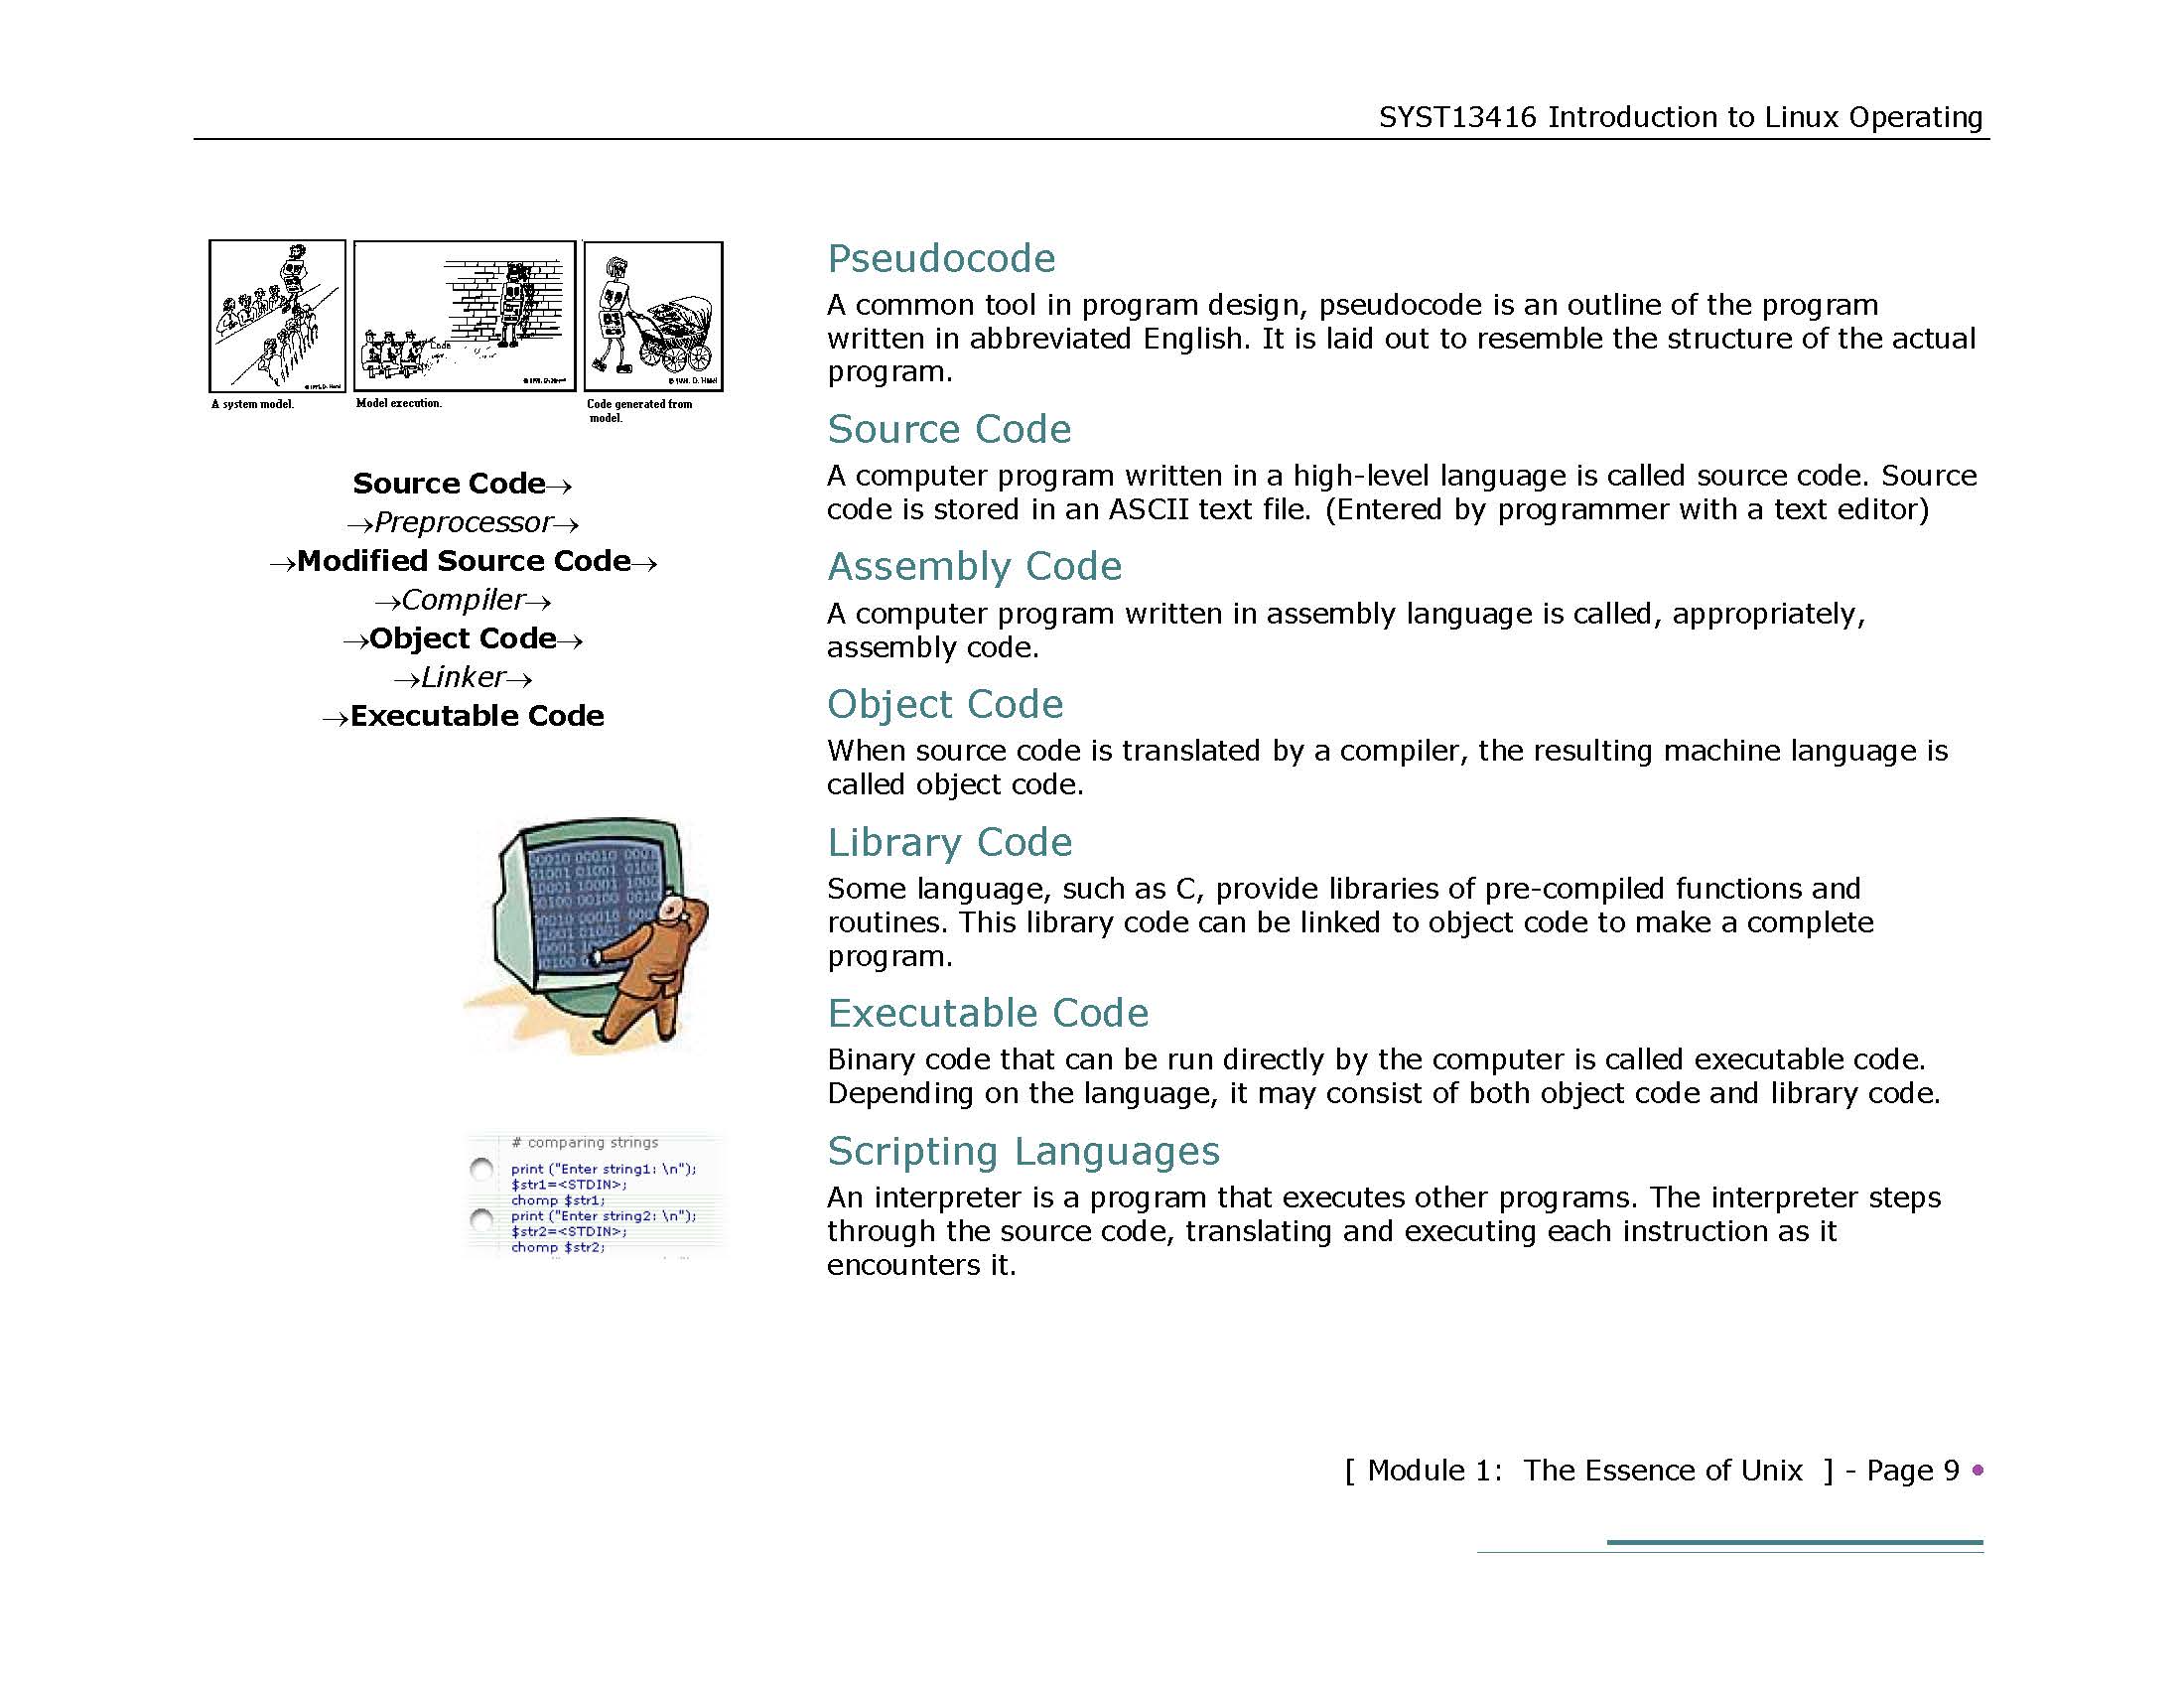 SYST13416 Introduction to Linux Operating
A system model.
Model execution.
Code generated from
model.
Code
Source Code→
→Preprocessor→
→Modified Source Code→
→Compiler→
→Object Code→
→Linker→
→Executable Code
# comparing strings
print ("Enter string1: \n");
$str1=<STDIN>;
chomp $str1;
print ("Enter string2: \n");
$str2=<STDIN>;
chomp $str2;
Pseudocode
A common tool in program design, pseudocode is an outline of the program
written in abbreviated English. It is laid out to resemble the structure of the actual
program.
Source Code
A computer program written in a high-level language is called source code. Source
code is stored in an ASCII text file. (Entered by programmer with a text editor)
Assembly Code
A computer program written in assembly language is called, appropriately,
assembly code.
Object Code
When source code is translated by a compiler, the resulting machine language is
called object code.
Library Code
Some language, such as C, provide libraries of pre-compiled functions and
routines. This library code can be linked to object code to make a complete
program.
Executable Code
Binary code that can be run directly by the computer is called executable code.
Depending on the language, it may consist of both object code and library code.
Scripting Languages
An interpreter is a program that executes other programs. The interpreter steps
through the source code, translating and executing each instruction as it
encounters it.
[ Module 1:  The Essence of Unix  ] - Page 9 •